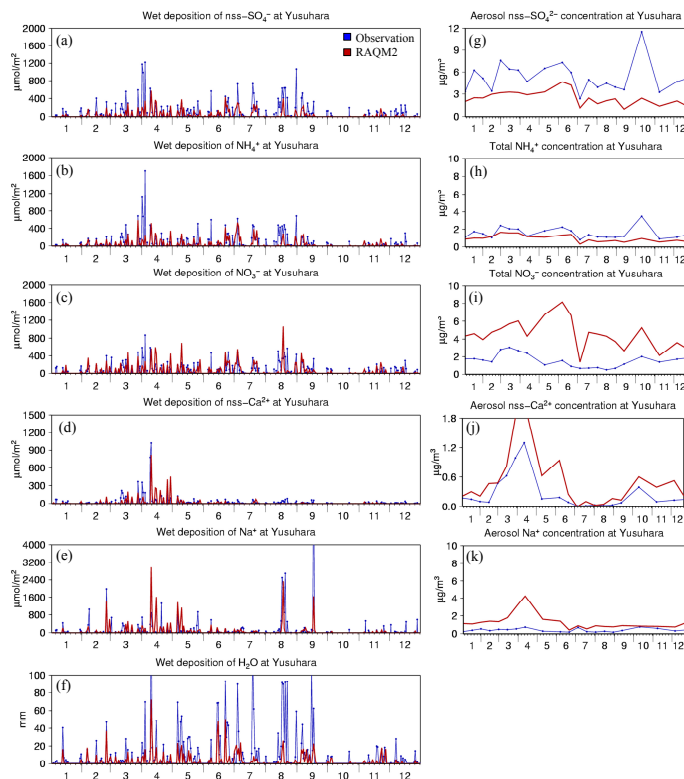 Wet deposition of nss−SO₄⁻ at Yusuhara
(a)
Observation
RAQM2
μmol/m²
2000
1600
1200
800
400
0
1 2 3 4 5 6 7 8 9 10 11 12
Wet deposition of NH₄⁺ at Yusuhara
(b)
μmol/m²
2000
1600
1200
800
400
0
1 2 3 4 5 6 7 8 9 10 11 12
Wet deposition of NO₃⁻ at Yusuhara
(c)
μmol/m²
2000
1600
1200
800
400
0
1 2 3 4 5 6 7 8 9 10 11 12
Wet deposition of nss−Ca²⁺ at Yusuhara
(d)
μmol/m²
1500
1200
900
600
300
0
1 2 3 4 5 6 7 8 9 10 11 12
Wet deposition of Na⁺ at Yusuhara
(e)
μmol/m²
4000
3200
2400
1600
800
0
1 2 3 4 5 6 7 8 9 10 11 12
Wet deposition of H₂O at Yusuhara
(f)
mm
100
80
60
40
20
0
1 2 3 4 5 6 7 8 9 10 11 12
Aerosol nss−SO₄²⁻ concentration at Yusuhara
(g)
μg/m³
12
9
6
3
0
1 2 3 4 5 6 7 8 9 10 11 12
Total NH₄⁺ concentration at Yusuhara
(h)
μg/m³
10
8
6
4
2
0
1 2 3 4 5 6 7 8 9 10 11 12
Total NO₃⁻ concentration at Yusuhara
(i)
μg/m³
10
8
6
4
2
0
1 2 3 4 5 6 7 8 9 10 11 12
Aerosol nss−Ca²⁺ concentration at Yusuhara
(j)
μg/m³
1.8
1.2
0.6
0.0
1 2 3 4 5 6 7 8 9 10 11 12
Aerosol Na⁺ concentration at Yusuhara
(k)
μg/m³
10
8
6
4
2
0
1 2 3 4 5 6 7 8 9 10 11 12